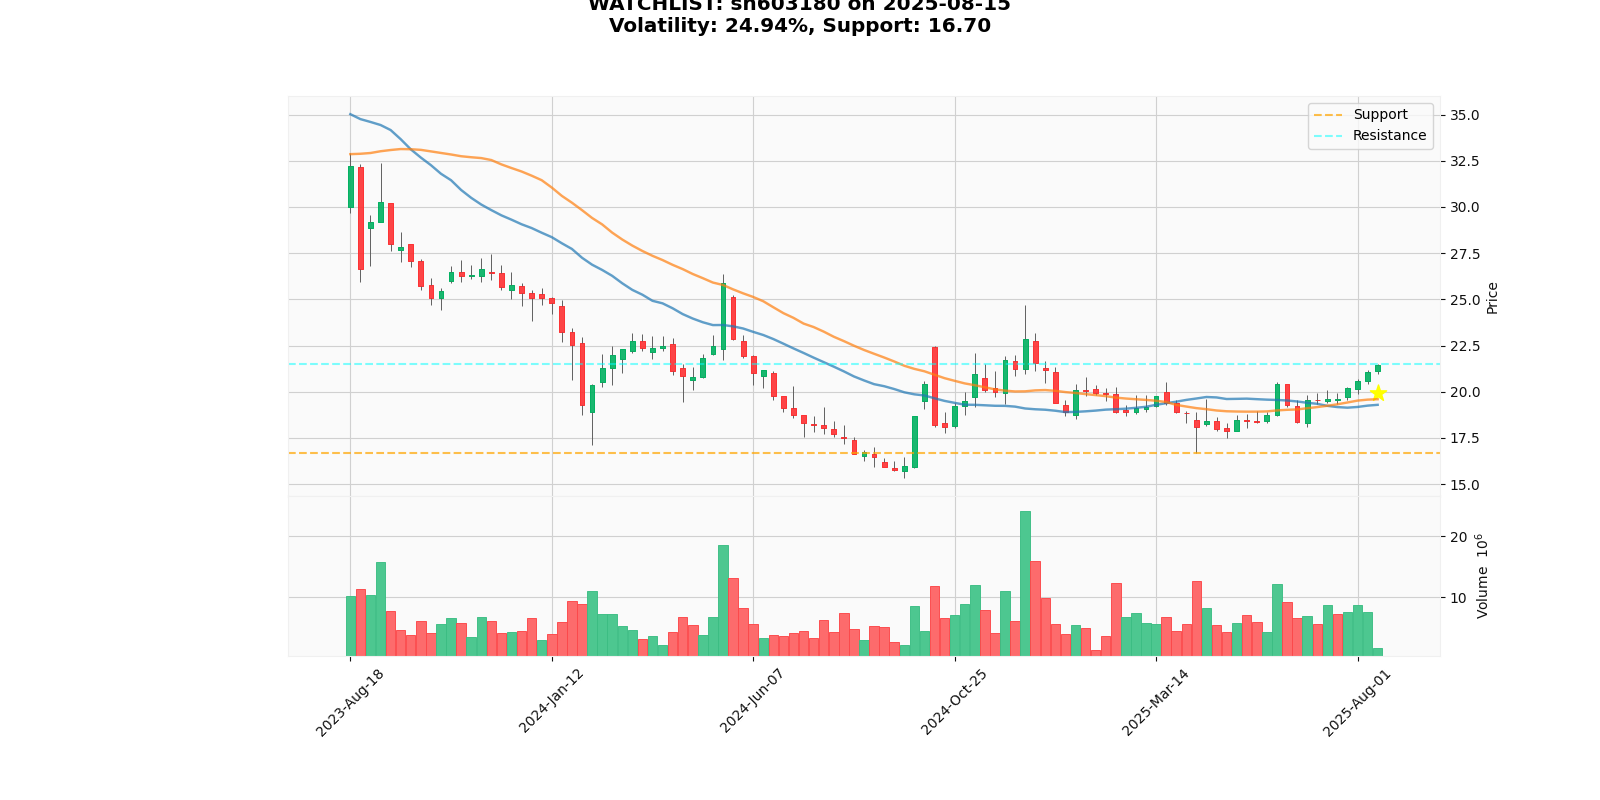 WATCHLIST: sh603180 on 2025-08-15
Volatility: 24.94%, Support: 16.70
Support
Resistance
35.0
32.5
30.0
27.5
25.0
22.5
20.0
17.5
15.0
Price
20
10
Volume 10^6
2023-Aug-18
2024-Jan-12
2024-Jun-07
2024-Oct-25
2025-Mar-14
2025-Aug-01